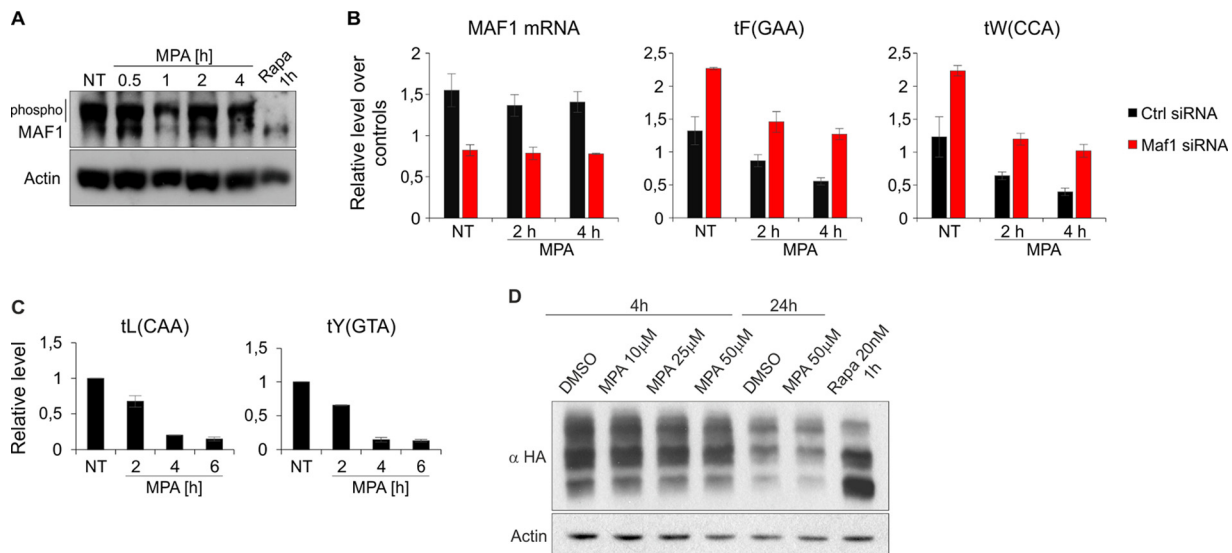 A
MPA [h]
NT 0.5 1 2 4 Rapa 1h
phospho
MAF1
Actin
B
MAF1 mRNA
Relative level over controls
2
1,5
1
0,5
0
NT 2 h 4 h
MPA
tF(GAA)
2,5
2
1,5
1
0,5
0
NT 2 h 4 h
MPA
tW(CCA)
2,5
2
1,5
1
0,5
0
NT 2 h 4 h
MPA
Ctrl siRNA
Maf1 siRNA
C
tL(CAA)
Relative level
1,5
1
0,5
0
NT 2 4 6
MPA [h]
tY(GTA)
1,5
1
0,5
0
NT 2 4 6
MPA [h]
D
4h 24h
DMSO MPA 10µM MPA 25µM MPA 50µM DMSO MPA 50µM Rapa 20nM 1h
α HA
Actin